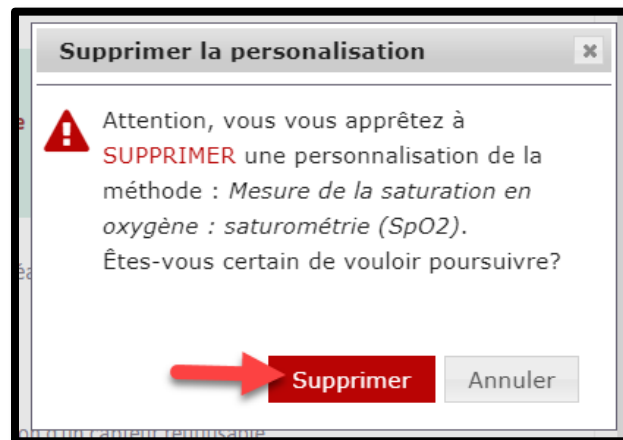 Supprimer la personalisation
Attention, vous vous apprêtez à
SUPPRIMER une personnalisation de la
méthode : Mesure de la saturation en
oxygène : saturométrie (SpO2).
Êtes-vous certain de vouloir poursuivre?
Supprimer Annuler